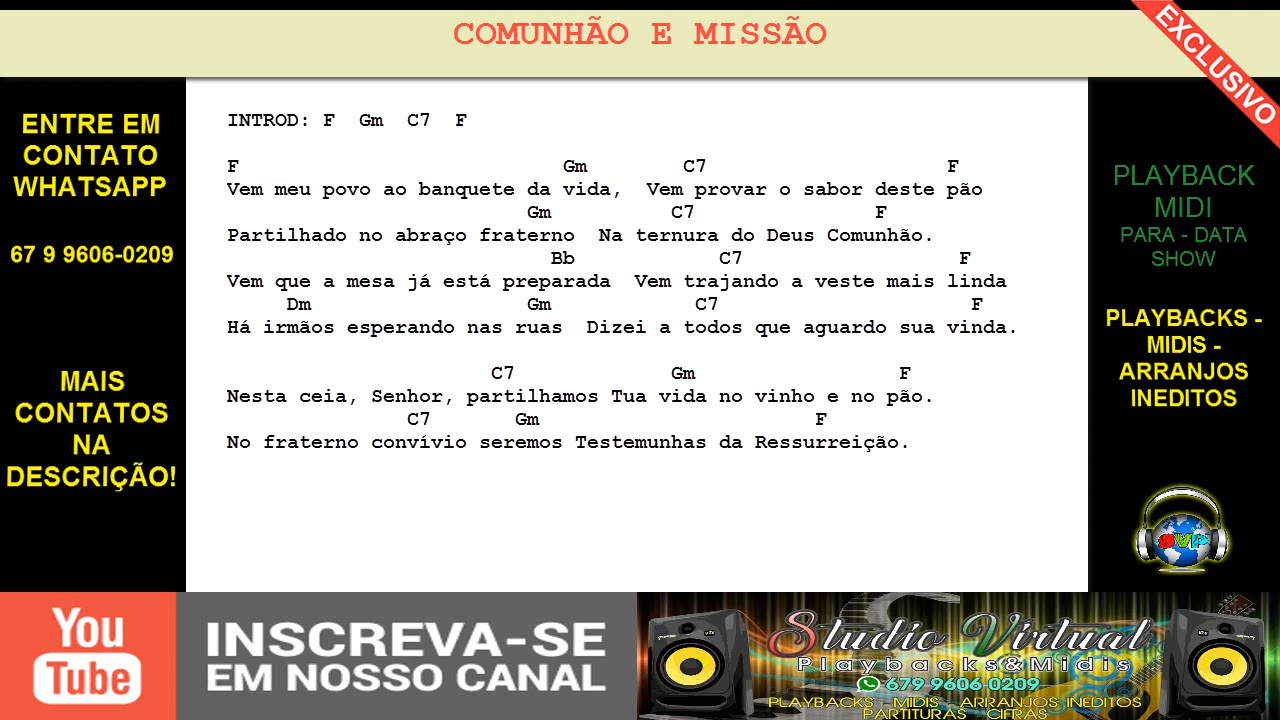 COMUNHÃO E MISSÃO
EXCLUSIVO
ENTRE EM
CONTATO
WHATSAPP
67 9 9606-0209
MAIS
CONTATOS
NA
DESCRIÇÃO!
INTROD: F  Gm  C7  F
F                           Gm        C7                    F
Vem meu povo ao banquete da vida,  Vem provar o sabor deste pão
                         Gm          C7               F
Partilhado no abraço fraterno  Na ternura do Deus Comunhão.
                           Bb            C7                  F
Vem que a mesa já está preparada  Vem trajando a veste mais linda
     Dm                  Gm            C7                     F
Há irmãos esperando nas ruas  Dizei a todos que aguardo sua vinda.
                      C7             Gm                 F
Nesta ceia, Senhor, partilhamos Tua vida no vinho e no pão.
               C7       Gm                       F
No fraterno convívio seremos Testemunhas da Ressurreição.
PLAYBACK
MIDI
PARA - DATA
SHOW
PLAYBACKS -
MIDIS -
ARRANJOS
INEDITOS
SVP
You
Tube
INSCREVA-SE
EM NOSSO CANAL
Studio Virtual
Playbacks&Midis
679 9606 0209
PLAYBACKS - MIDIS - ARRANJOS INEDITOS
PARTITURAS - CIFRAS